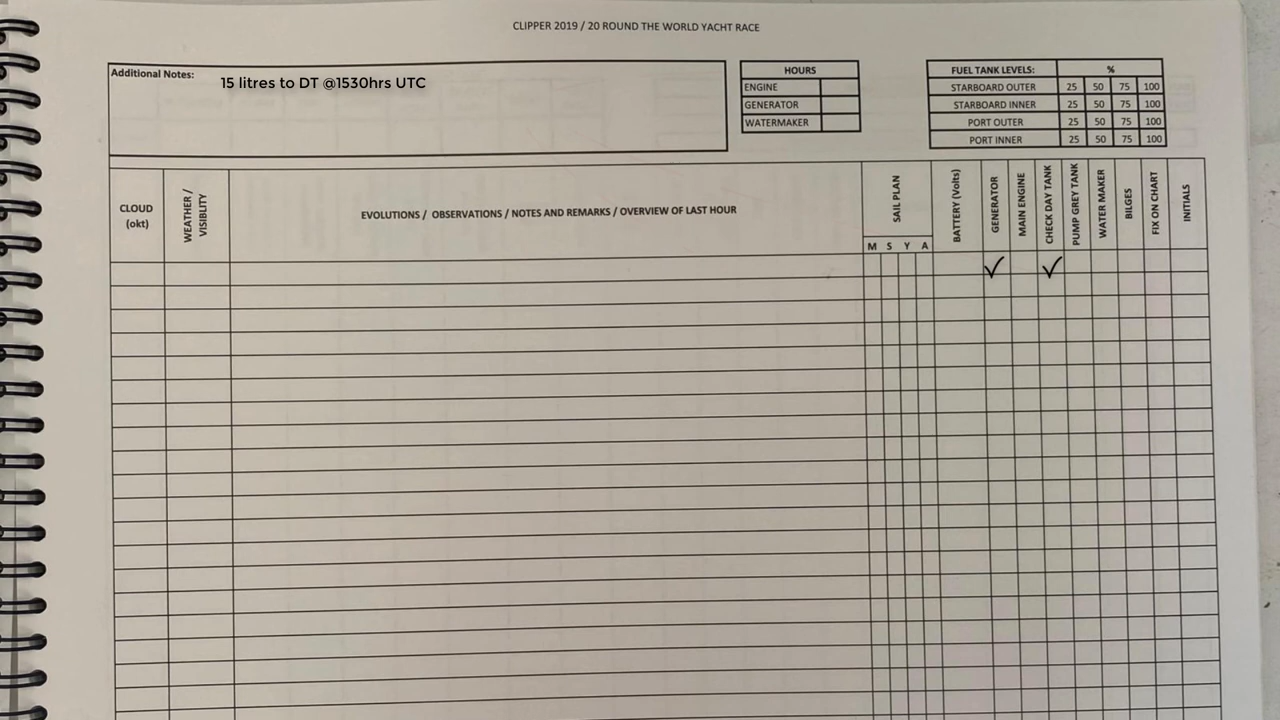 CLIPPER 2019 / 20 ROUND THE WORLD YACHT RACE
Additional Notes: 15 litres to DT @1530hrs UTC
HOURS
ENGINE
GENERATOR
WATERMAKER
FUEL TANK LEVELS: %
STARBOARD OUTER 25 50 75 100
STARBOARD INNER 25 50 75 100
PORT OUTER 25 50 75 100
PORT INNER 25 50 75 100
CLOUD
(okt)
WEATHER /
VISIBLITY
EVOLUTIONS / OBSERVATIONS / NOTES AND REMARKS / OVERVIEW OF LAST HOUR
SAIL PLAN
M S Y A
BATTERY (Volts)
GENERATOR
MAIN ENGINE
CHECK DAY TANK
PUMP GREY TANK
WATER MAKER
BILGES
FIX ON CHART
INITIALS
✓ ✓